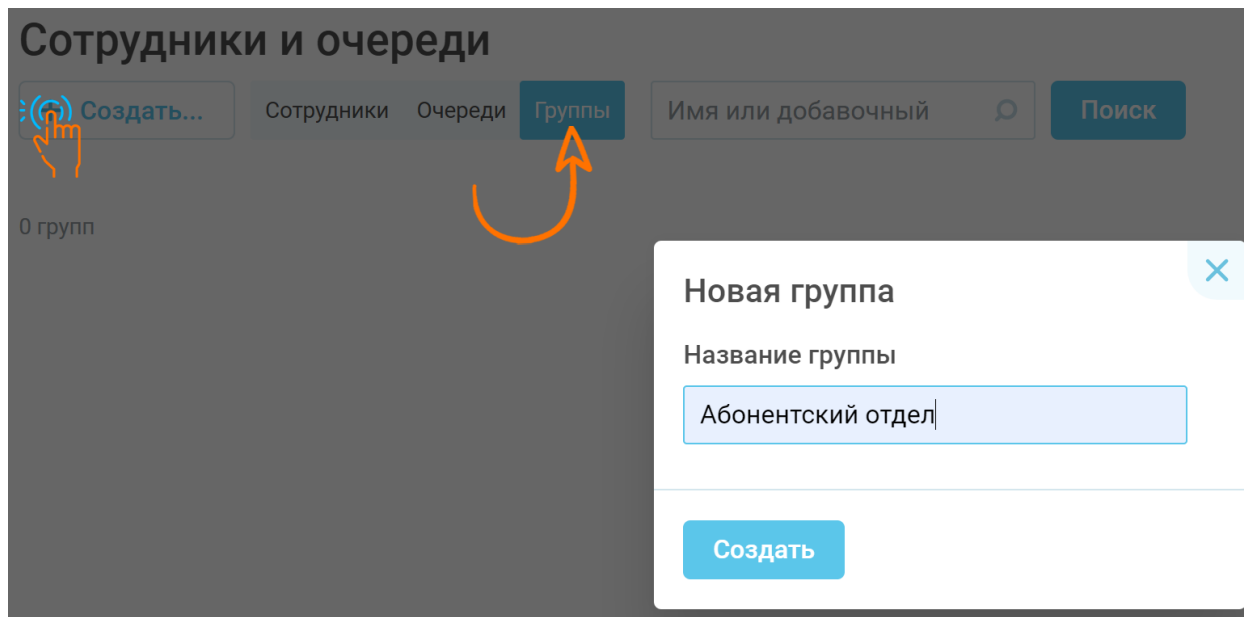 Сотрудники и очереди
Создать... Сотрудники Очереди Группы Имя или добавочный Поиск
0 групп
Новая группа
Название группы
Абонентский отдел
Создать